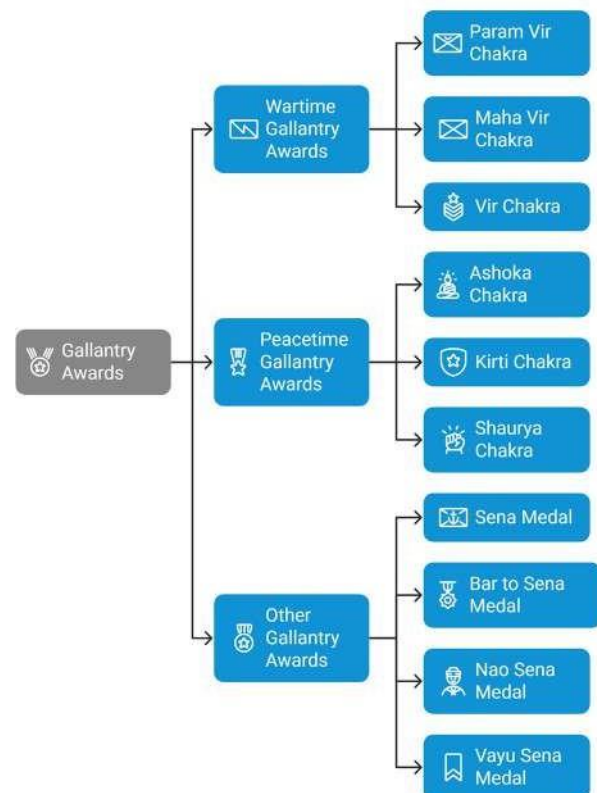 Gallantry
Awards
Wartime
Gallantry
Awards
Param Vir
Chakra
Maha Vir
Chakra
Vir Chakra
Peacetime
Gallantry
Awards
Ashoka
Chakra
Kirti Chakra
Shaurya
Chakra
Other
Gallantry
Awards
Sena Medal
Bar to Sena
Medal
Nao Sena
Medal
Vayu Sena
Medal